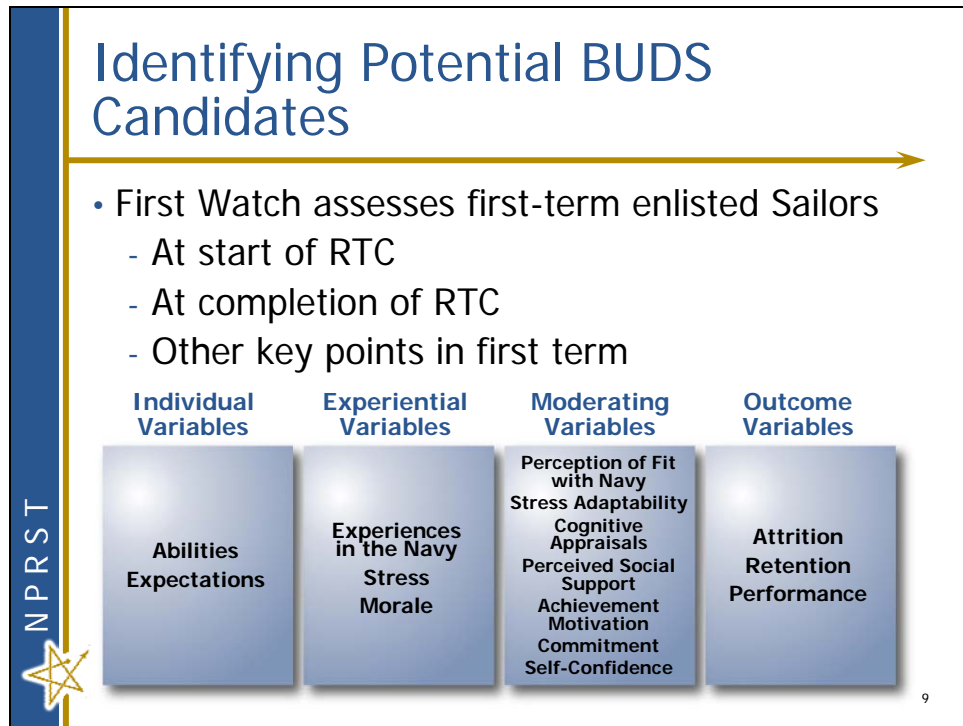 Identifying Potential BUDS
Candidates
• First Watch assesses first-term enlisted Sailors
- At start of RTC
- At completion of RTC
- Other key points in first term
Individual
Variables
Abilities
Expectations
Experiential
Variables
Experiences
in the Navy
Stress
Morale
Moderating
Variables
Perception of Fit
with Navy
Stress Adaptability
Cognitive
Appraisals
Perceived Social
Support
Achievement
Motivation
Commitment
Self-Confidence
Outcome
Variables
Attrition
Retention
Performance
NPRST
9